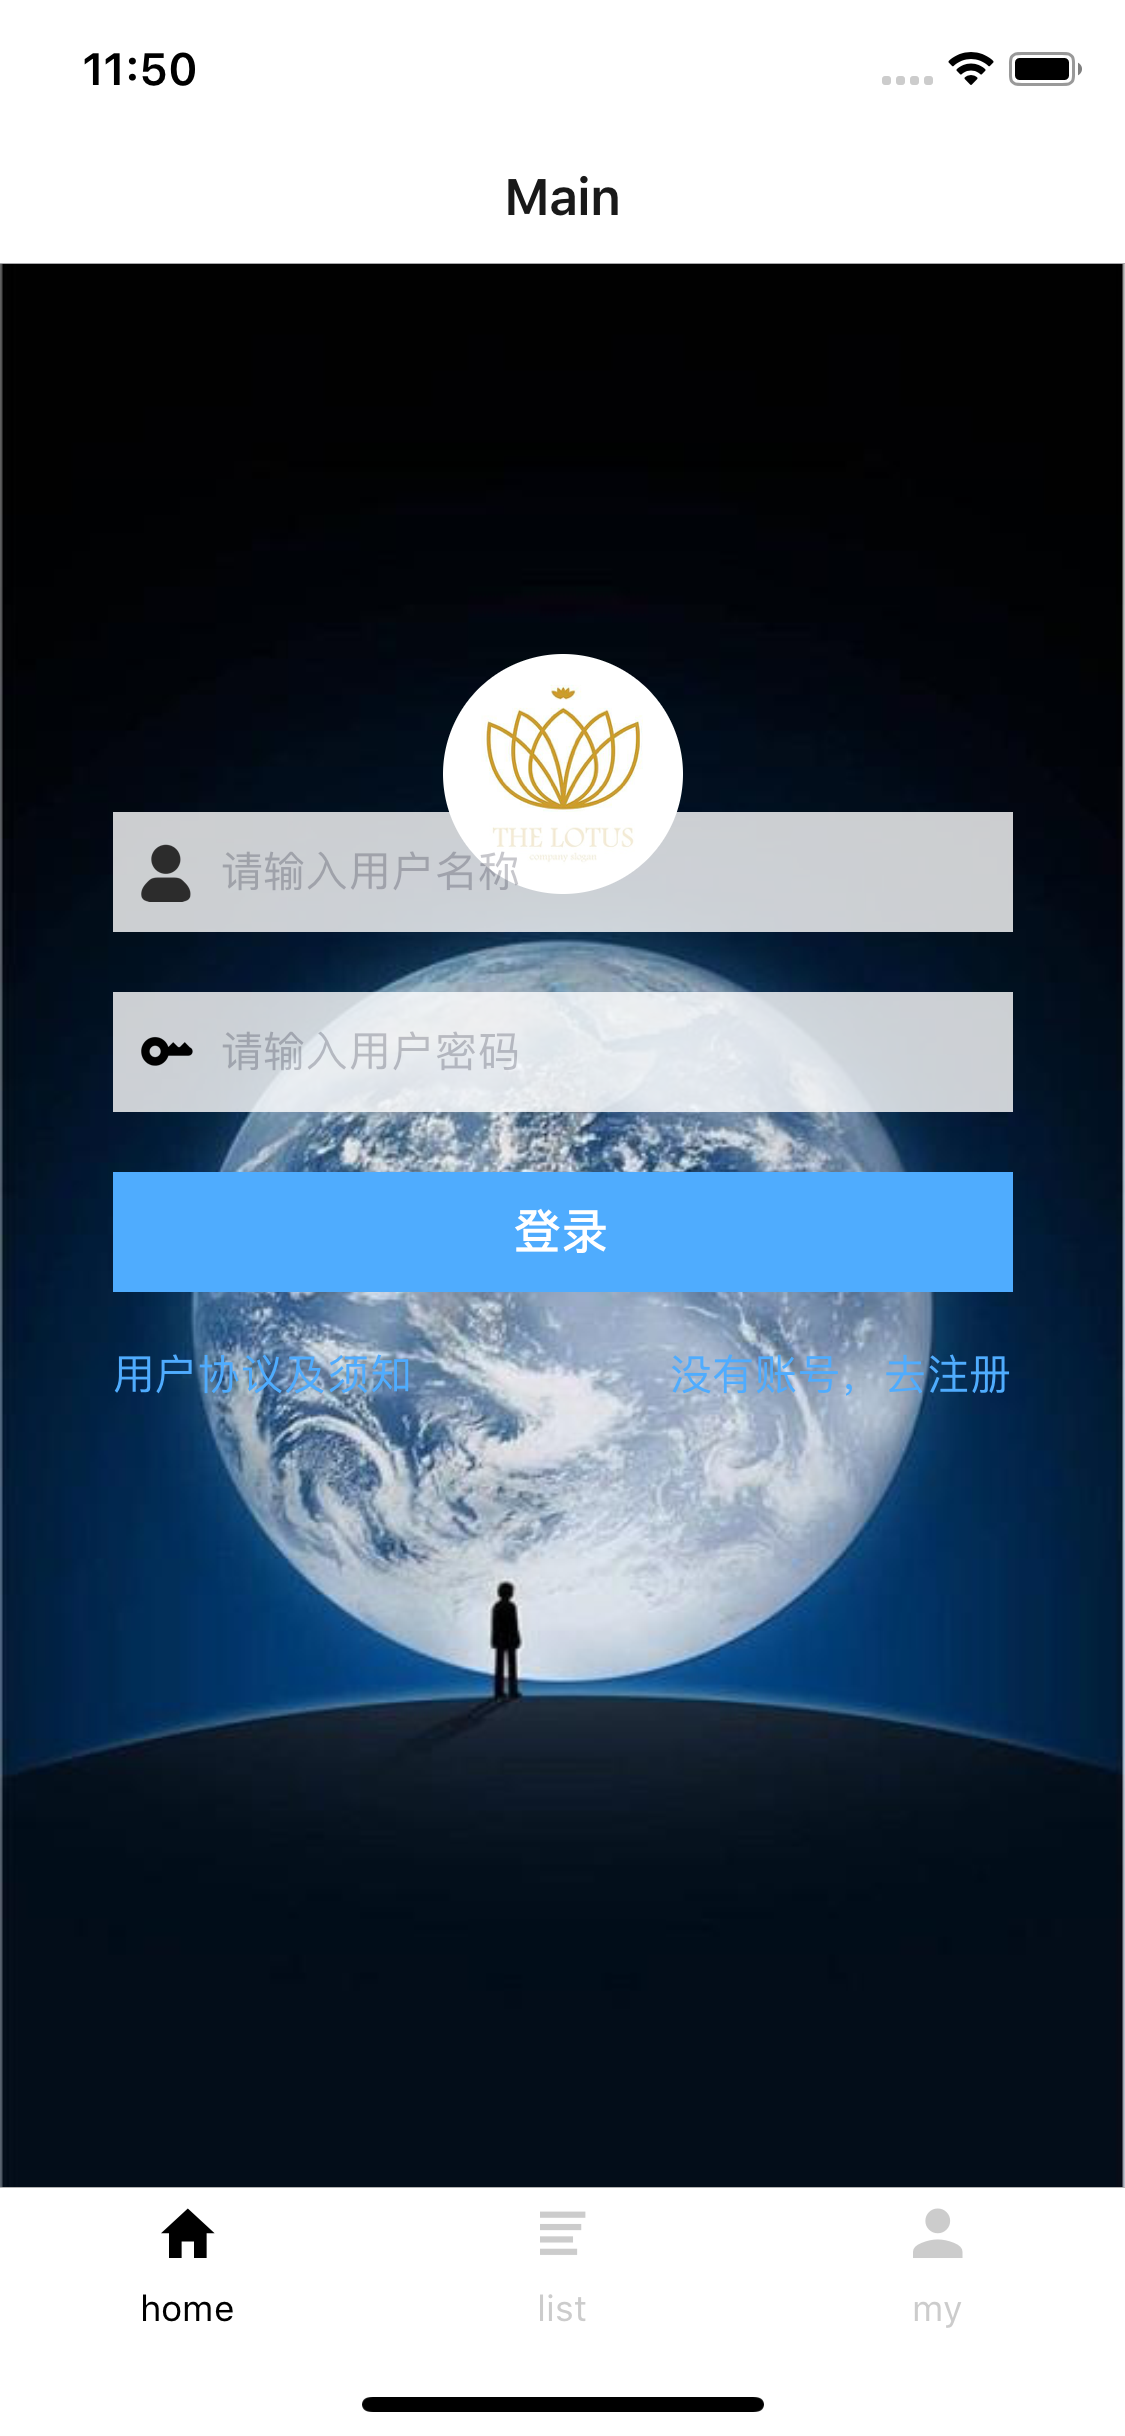 11:50
Main
THE LOTUS
company slogan
请输入用户名称
请输入用户密码
登录
用户协议及须知
没有账号，去注册
home
list
my